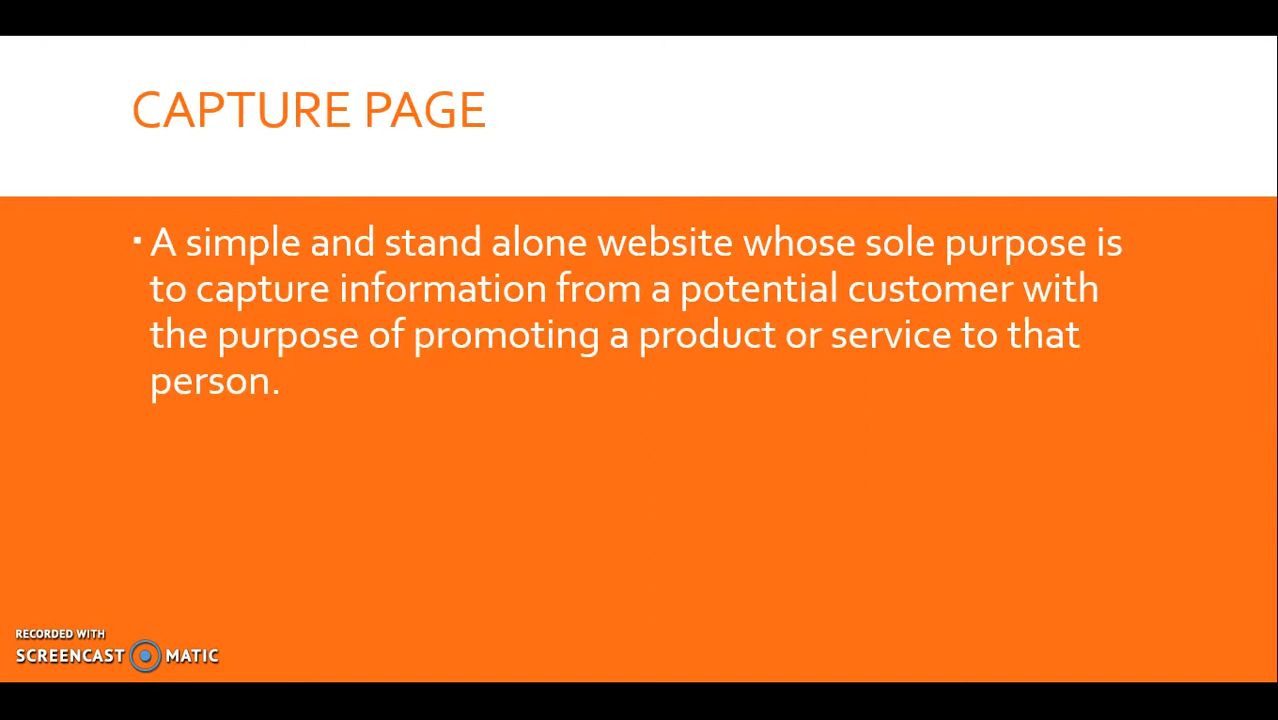 CAPTURE PAGE
▪ A simple and stand alone website whose sole purpose is
to capture information from a potential customer with
the purpose of promoting a product or service to that
person.
RECORDED WITH
SCREENCAST MATIC